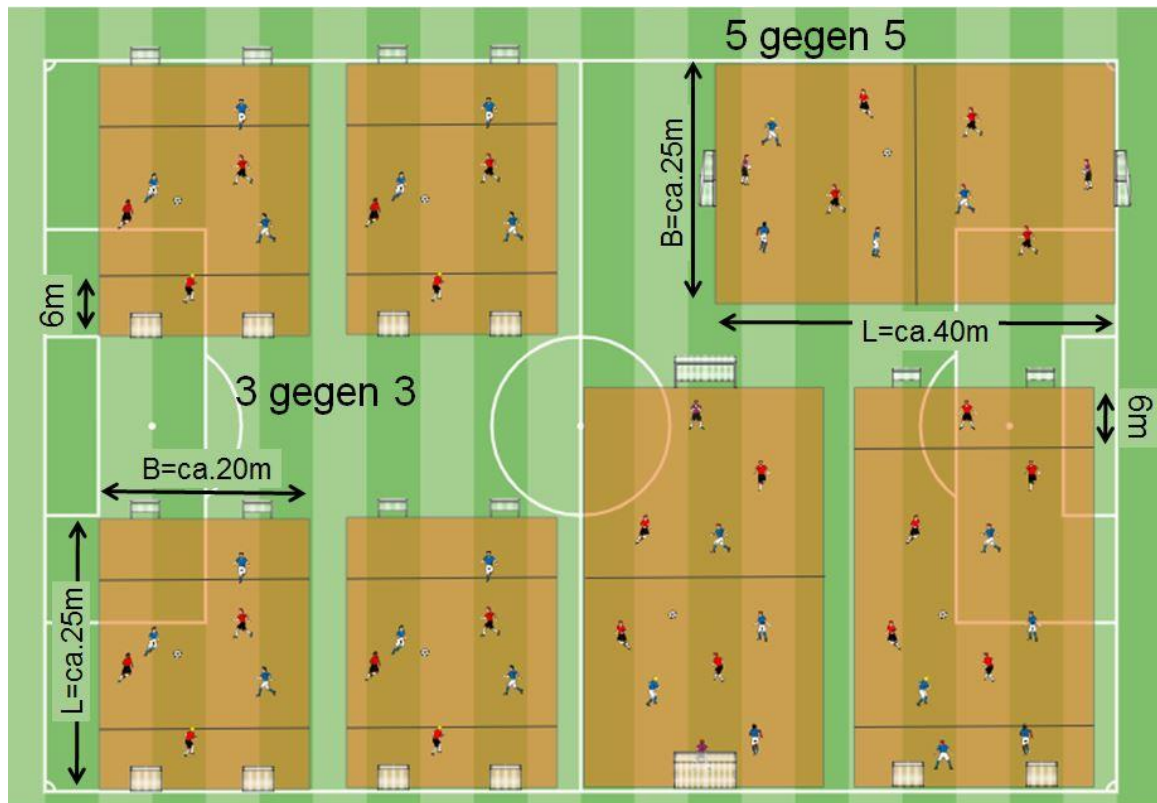 5 gegen 5
B=ca.25m
6m
L=ca.40m
3 gegen 3
6m
B=ca.20m
L=ca.25m